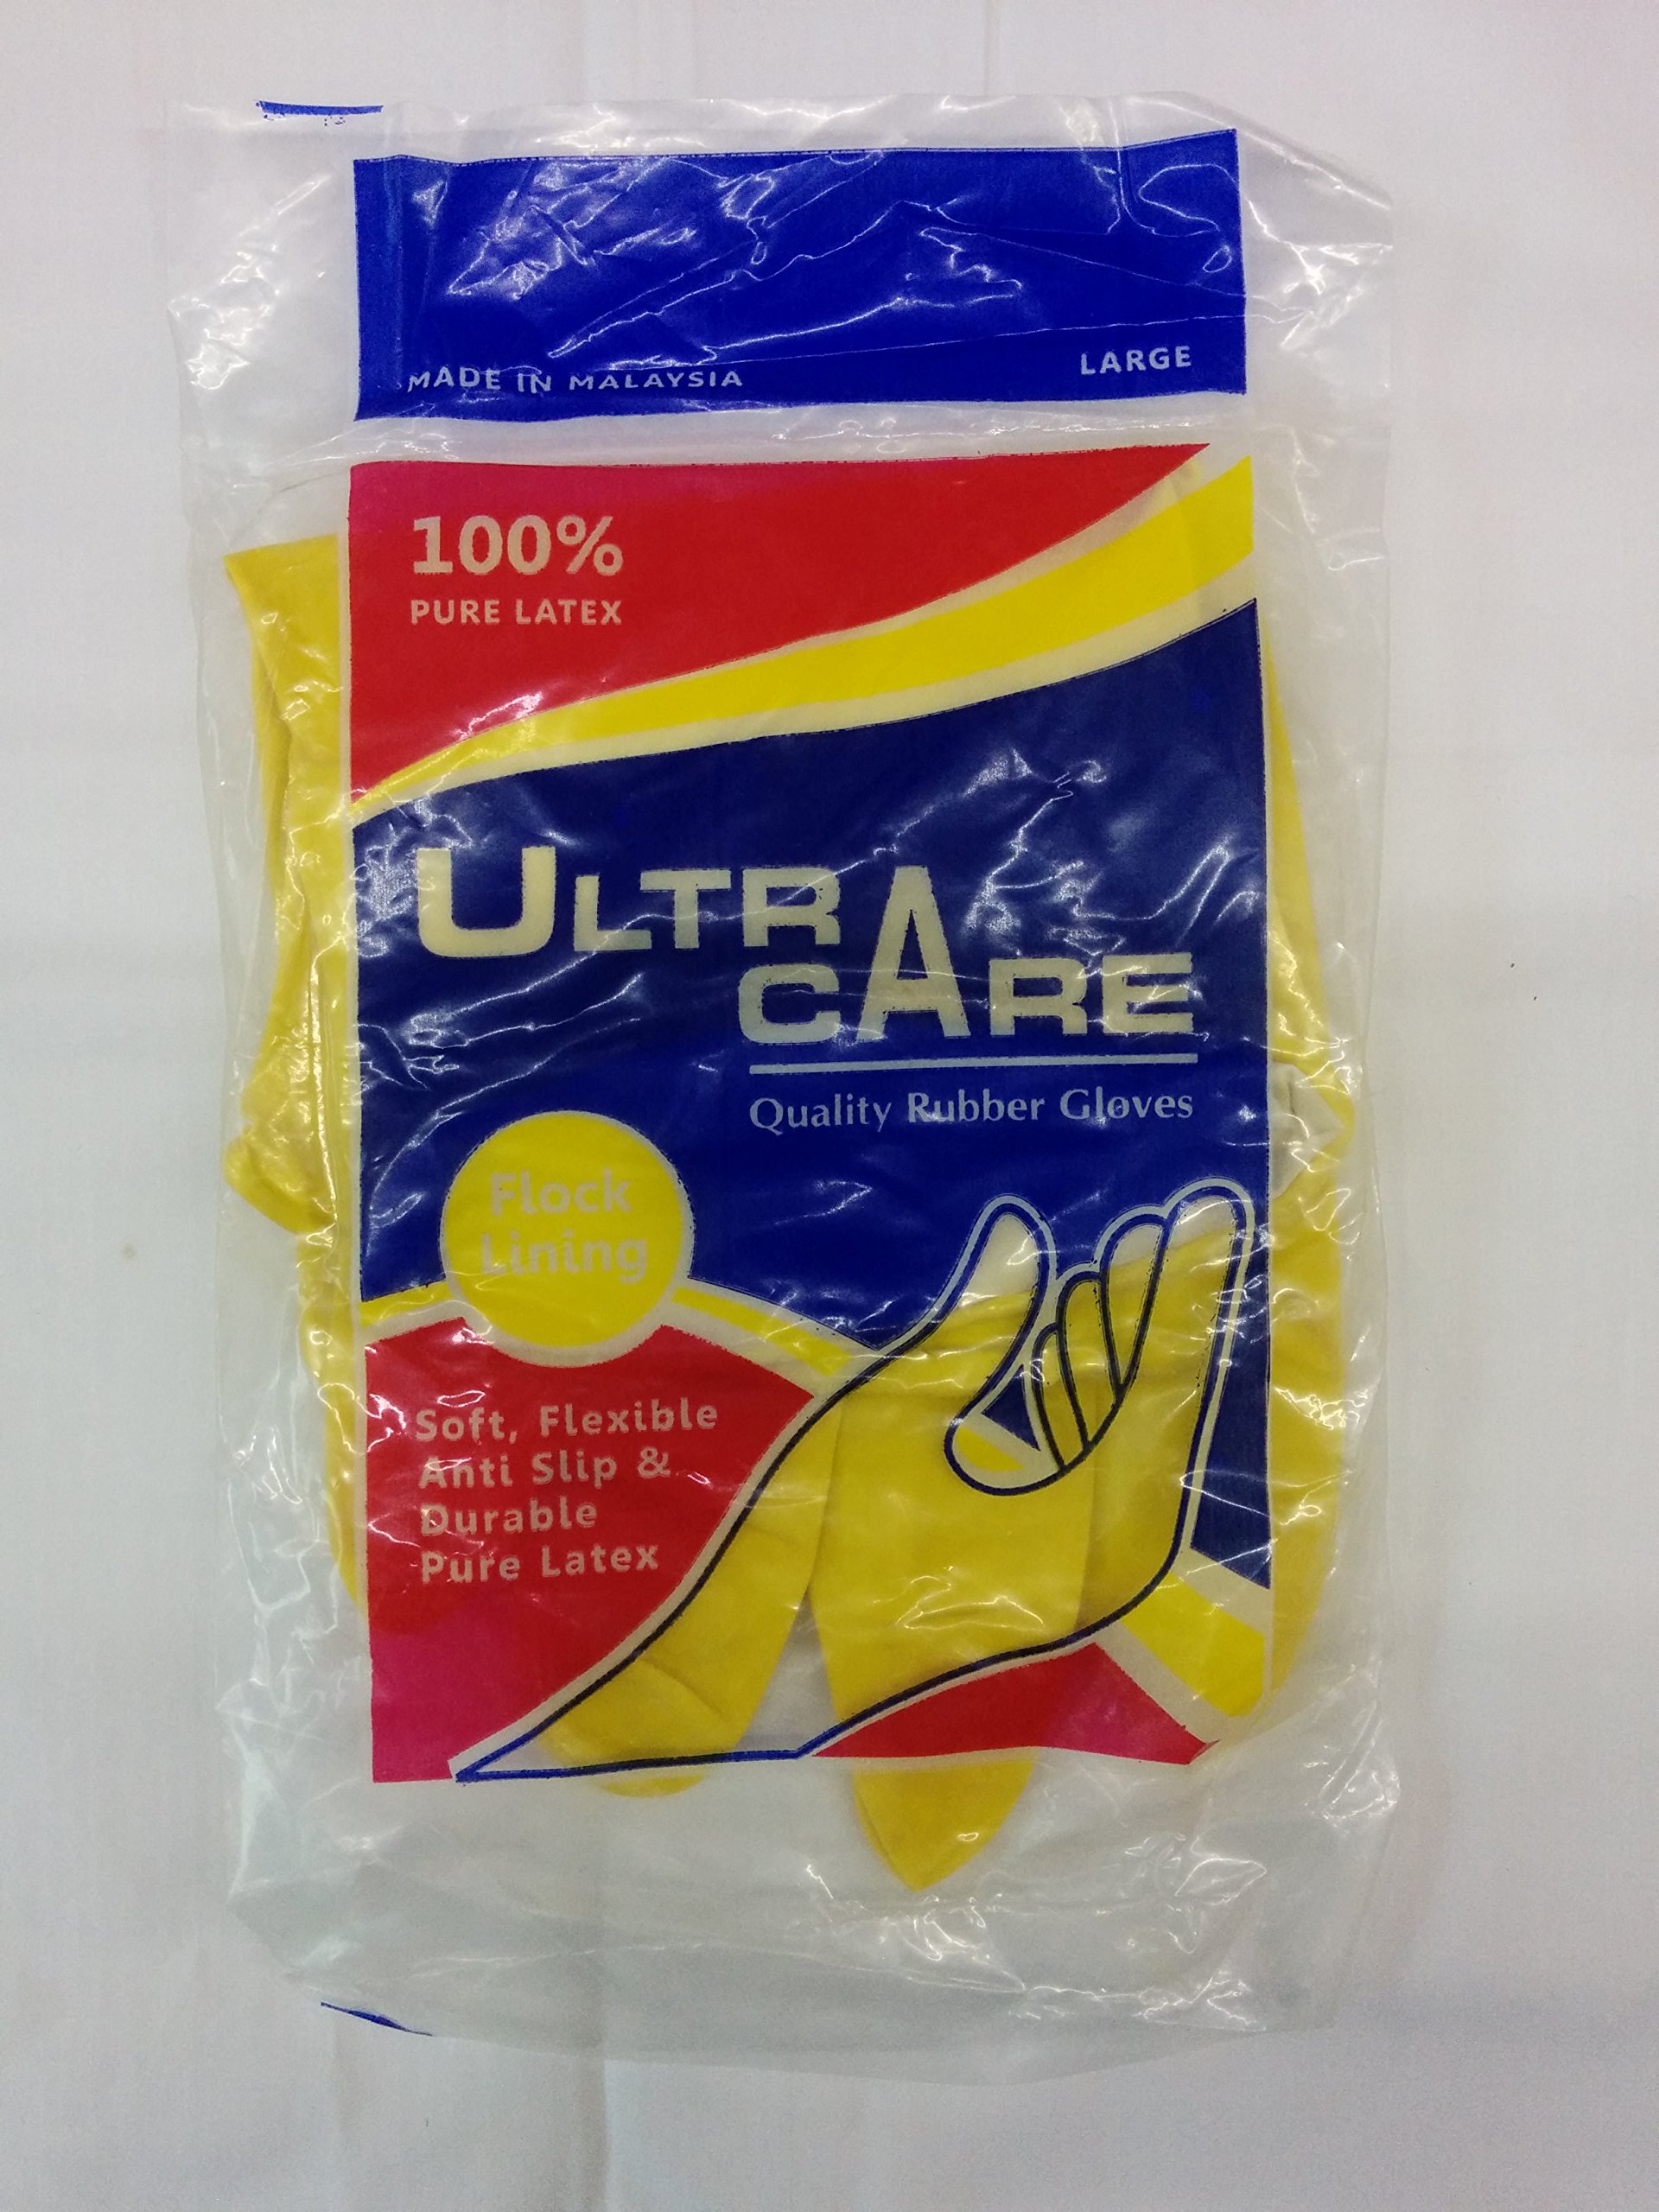 MADE IN MALAYSIA
LARGE
100%
PURE LATEX
ULTRA
CARE
Quality Rubber Gloves
Flock
Lining
Soft, Flexible
Anti Slip &
Durable
Pure Latex